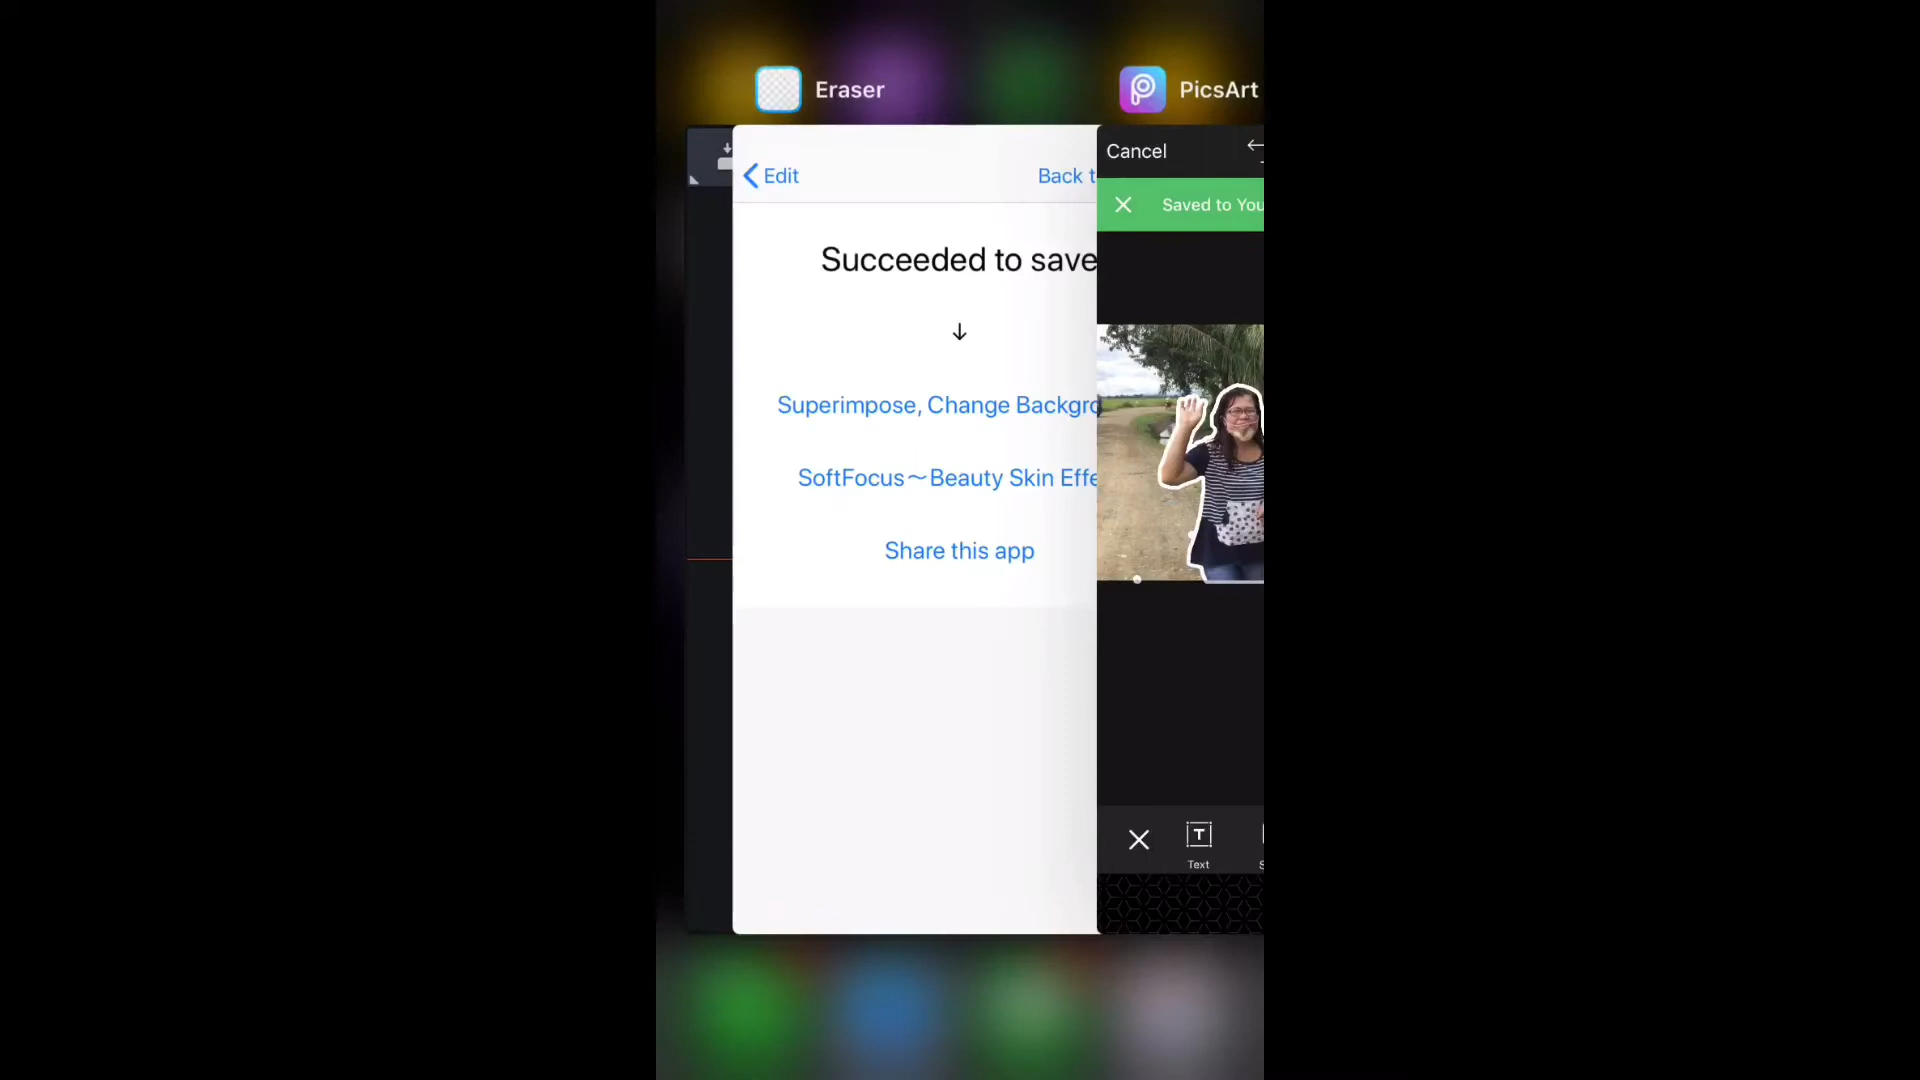 Eraser
PicsArt
Edit
Back t
Cancel
Saved to You
Succeeded to save
Superimpose, Change Backgro
SoftFocus～Beauty Skin Effe
Share this app
T
Text
S